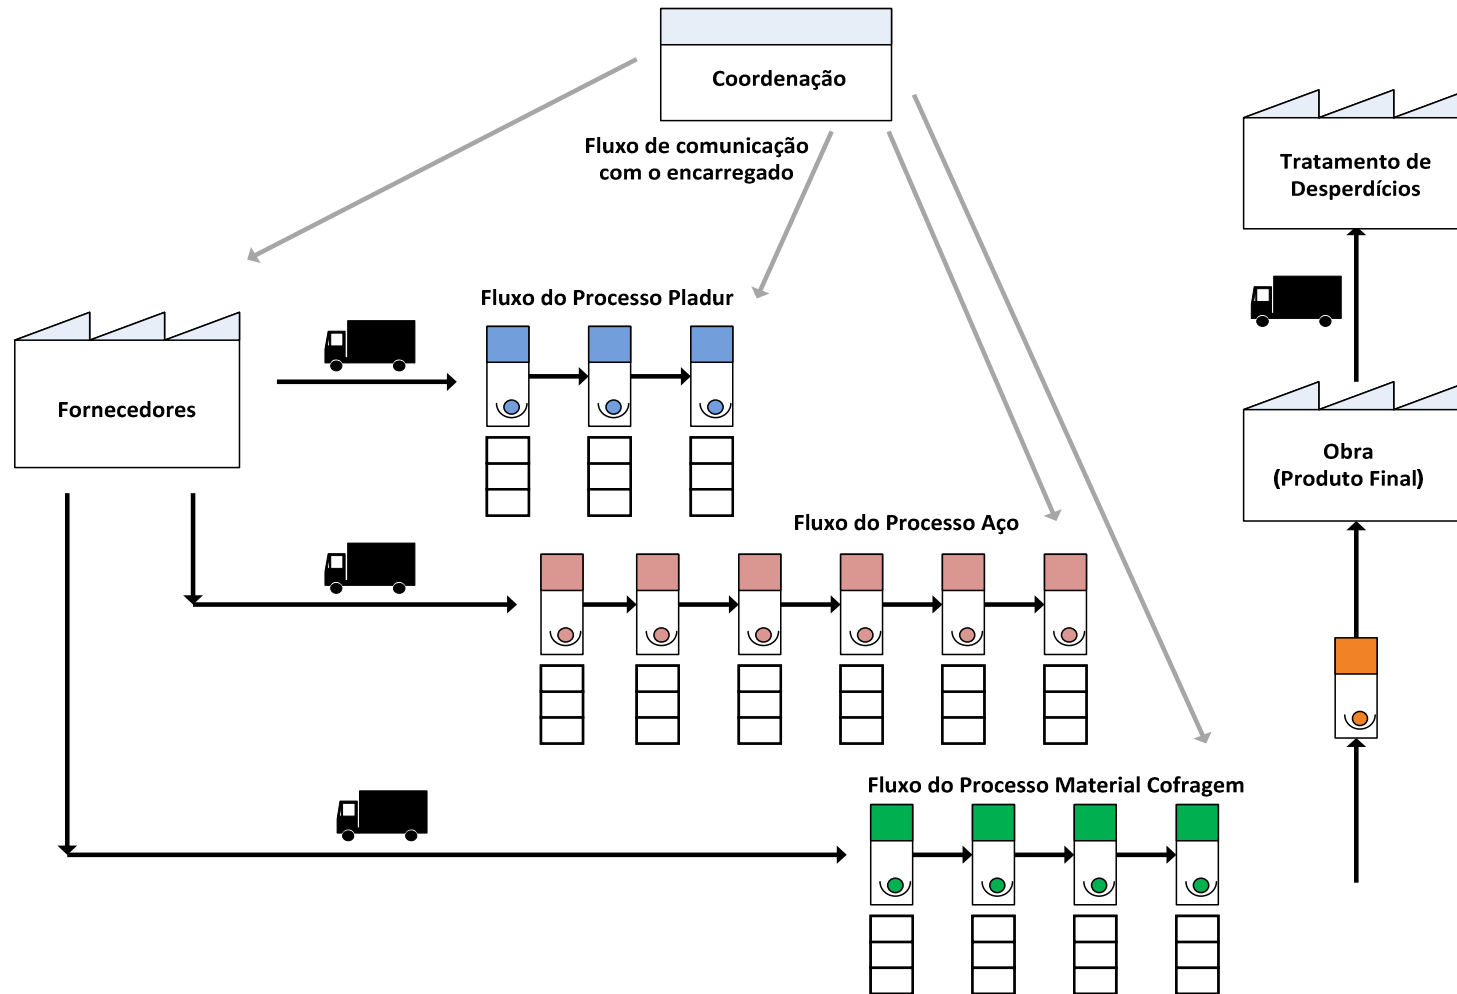 Coordenação
Fluxo de comunicação
com o encarregado
Tratamento de
Desperdícios
Fluxo do Processo Pladur
Fornecedores
Obra
(Produto Final)
Fluxo do Processo Aço
Fluxo do Processo Material Cofragem